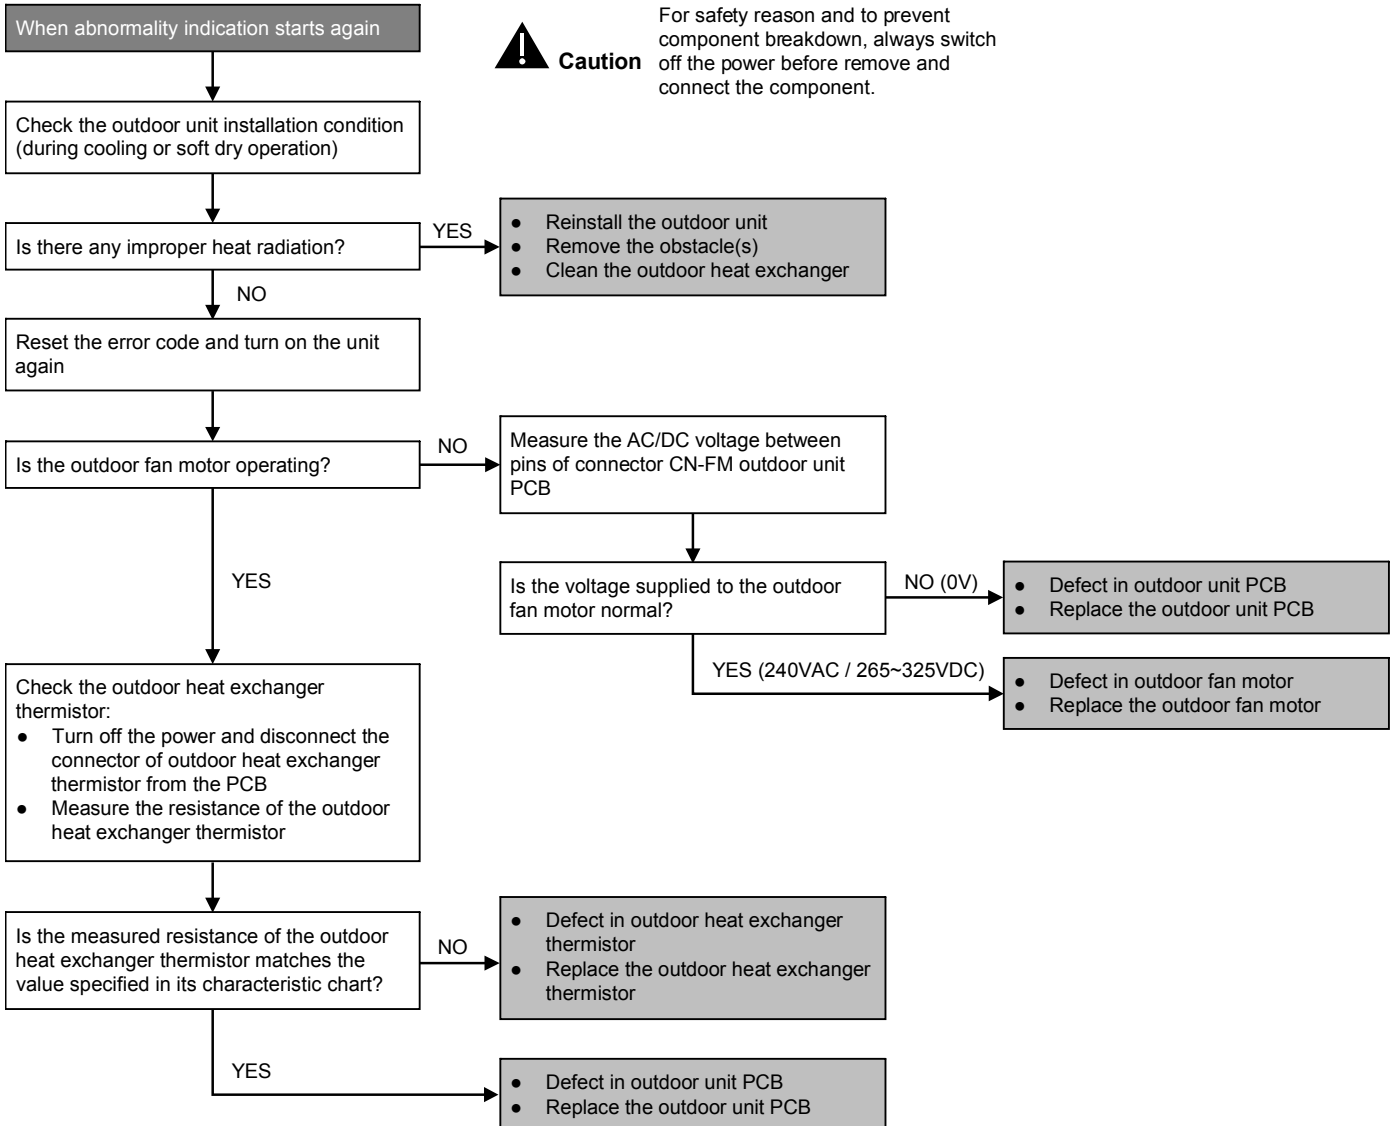 When abnormality indication starts again
Caution
For safety reason and to prevent
component breakdown, always switch
off the power before remove and
connect the component.
Check the outdoor unit installation condition
(during cooling or soft dry operation)
Is there any improper heat radiation?
YES
● Reinstall the outdoor unit
● Remove the obstacle(s)
● Clean the outdoor heat exchanger
NO
Reset the error code and turn on the unit
again
Is the outdoor fan motor operating?
NO
Measure the AC/DC voltage between
pins of connector CN-FM outdoor unit
PCB
YES
Is the voltage supplied to the outdoor
fan motor normal?
NO (0V)
● Defect in outdoor unit PCB
● Replace the outdoor unit PCB
YES (240VAC / 265~325VDC)
● Defect in outdoor fan motor
● Replace the outdoor fan motor
Check the outdoor heat exchanger
thermistor:
● Turn off the power and disconnect the
connector of outdoor heat exchanger
thermistor from the PCB
● Measure the resistance of the outdoor
heat exchanger thermistor
Is the measured resistance of the outdoor
heat exchanger thermistor matches the
value specified in its characteristic chart?
NO
● Defect in outdoor heat exchanger
thermistor
● Replace the outdoor heat exchanger
thermistor
YES
● Defect in outdoor unit PCB
● Replace the outdoor unit PCB